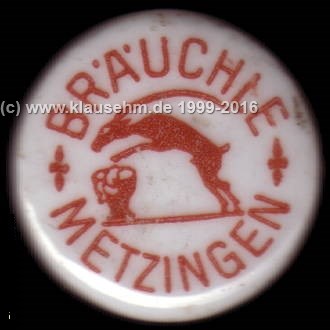 BRÄUCHLE
(c) www.klausehm.de 1999-2016
METZINGEN